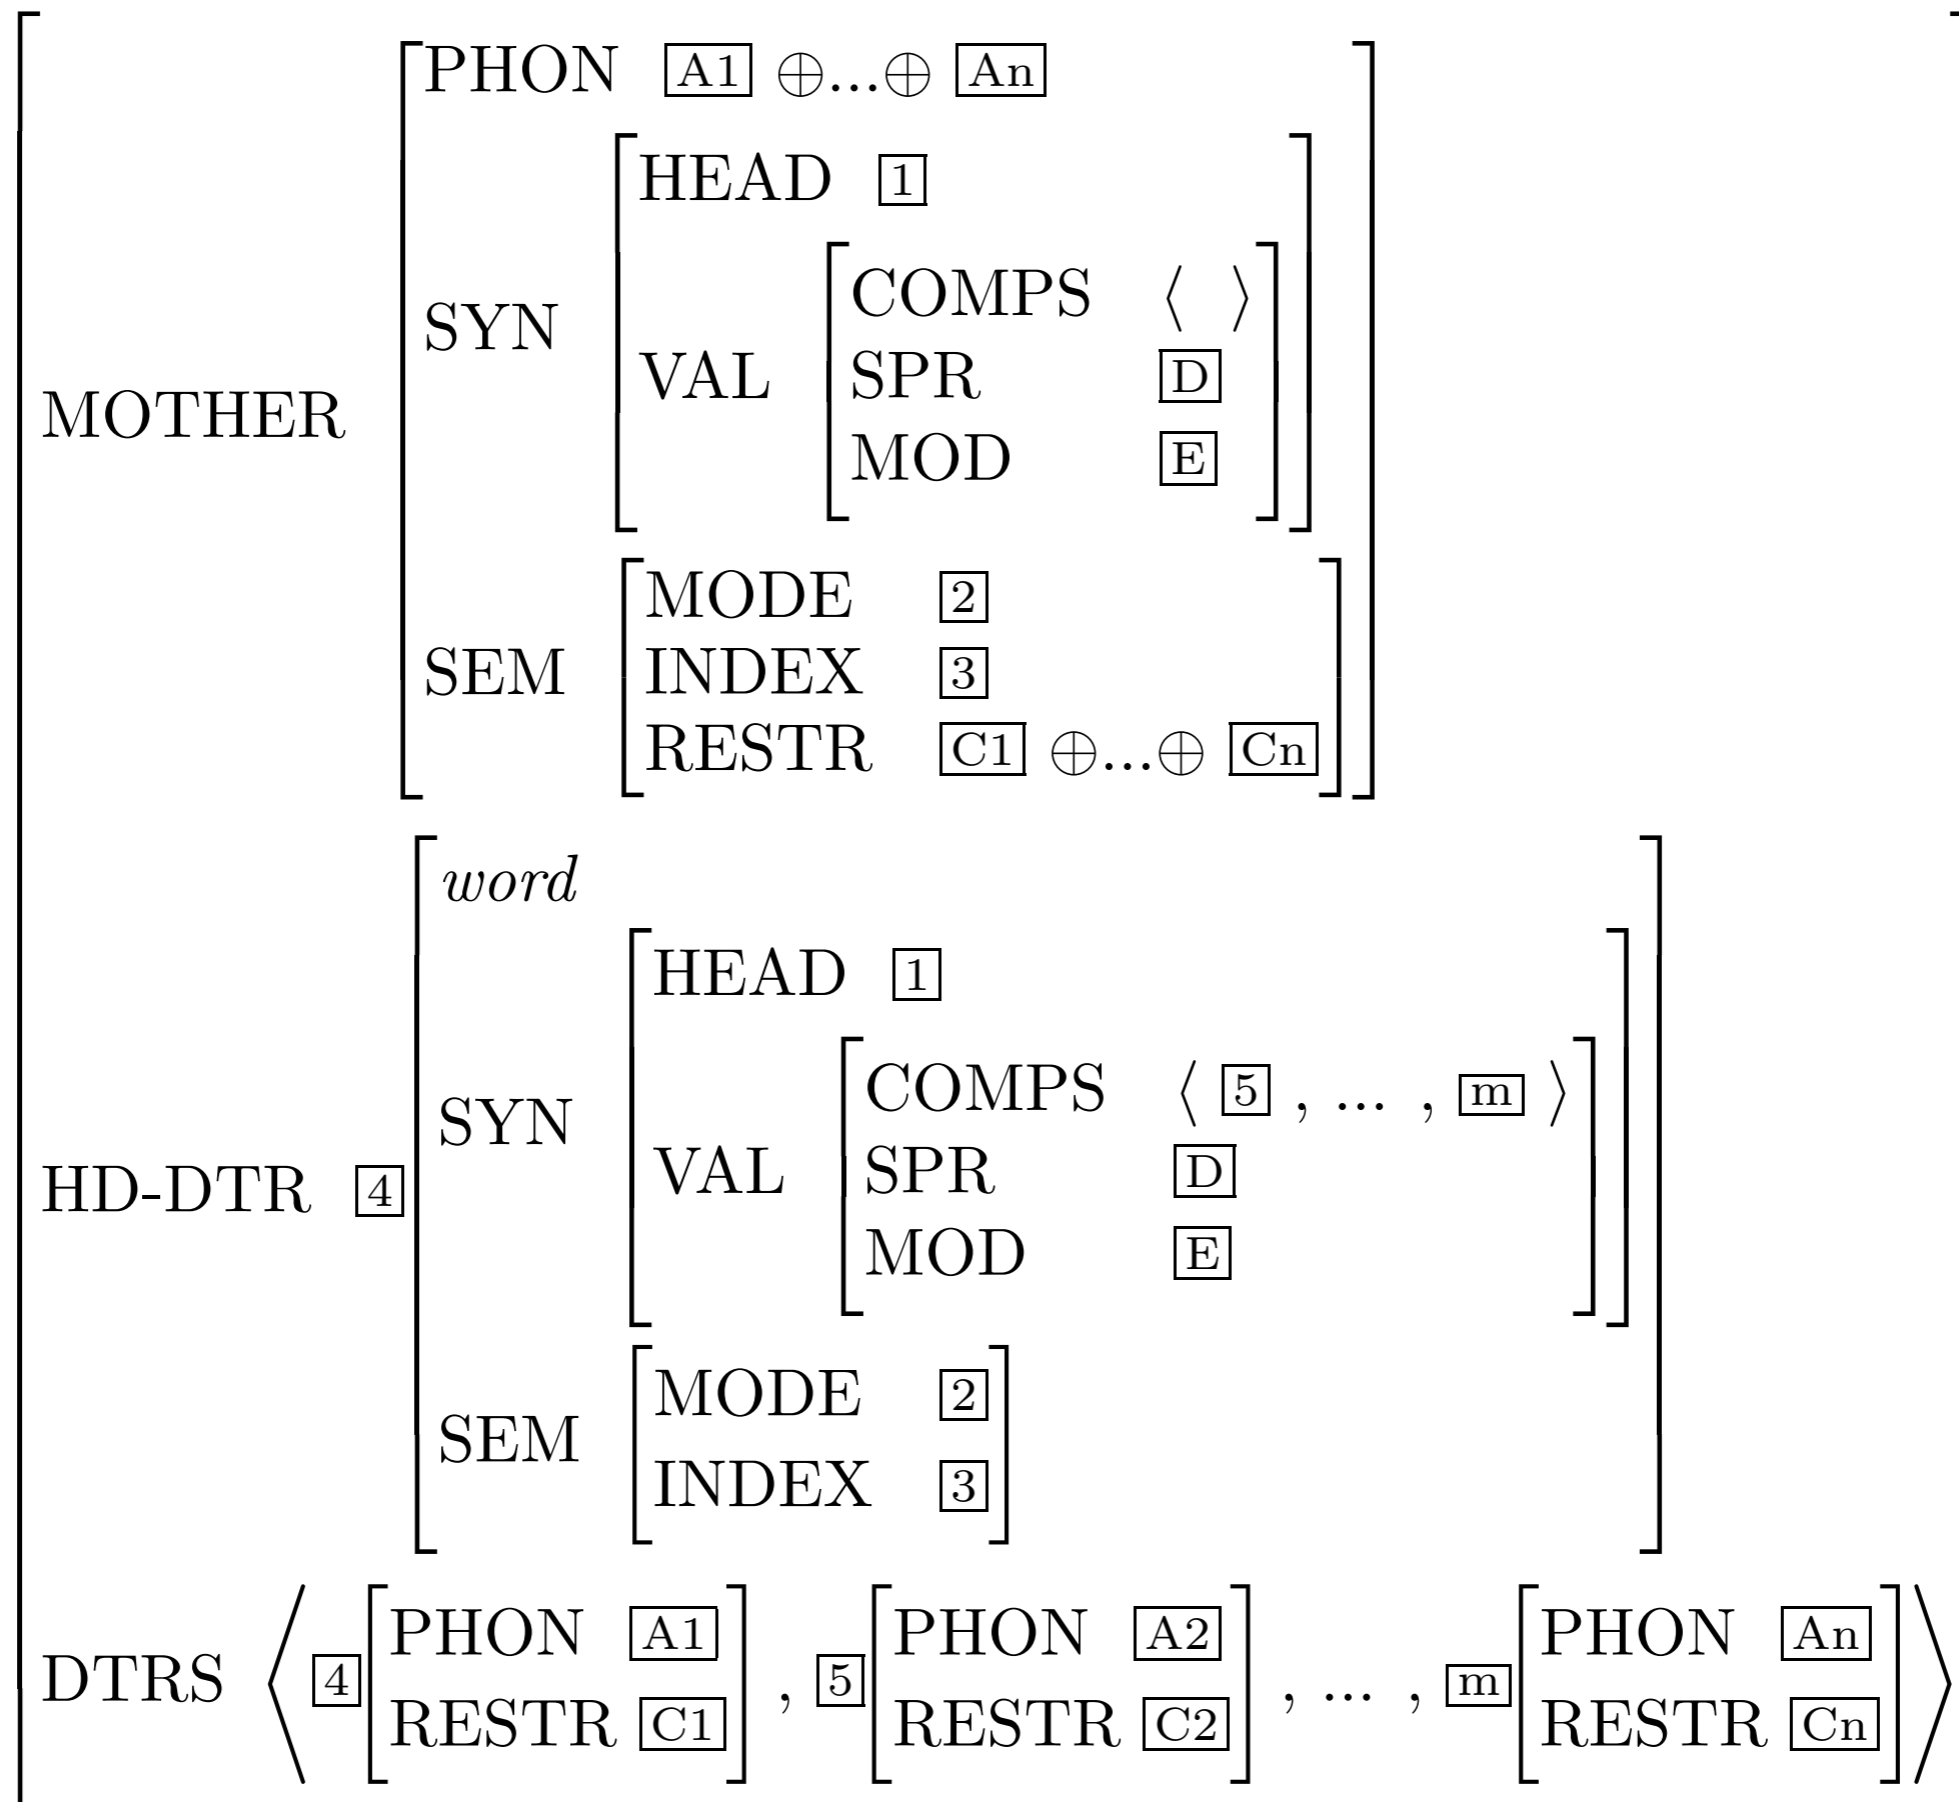 PHON A1 ⊕...⊕ An
HEAD 1
COMPS ⟨ ⟩
SYN
VAL SPR D
MOTHER
MOD E
MODE 2
SEM INDEX 3
RESTR C1 ⊕...⊕ Cn
word
HEAD 1
COMPS ⟨ 5 , ... , m ⟩
SYN
VAL SPR D
HD-DTR 4
MOD E
MODE 2
SEM
INDEX 3
PHON A1 PHON A2 PHON An
DTRS ⟨ 4 , 5 , ... , m ⟩
RESTR C1 RESTR C2 RESTR Cn